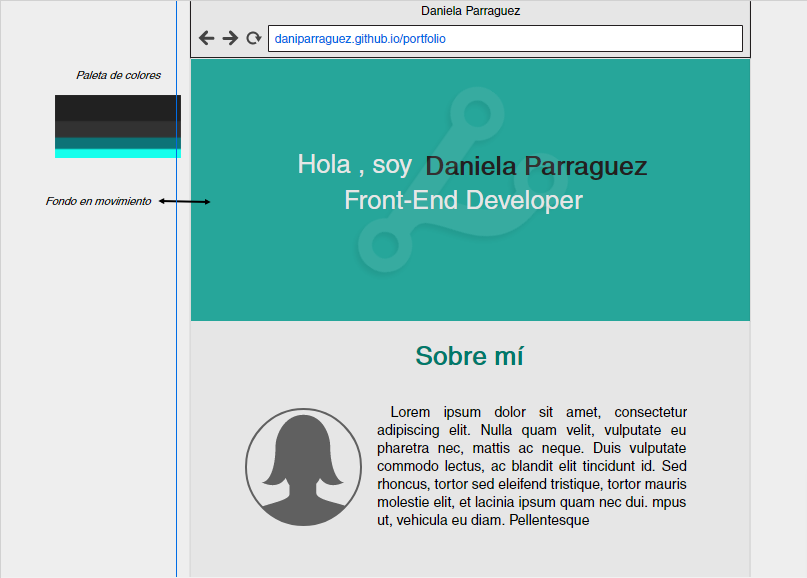 Daniela Parraguez
daniparraguez.github.io/portfolio
Paleta de colores
Hola , soy Daniela Parraguez
Front-End Developer
Fondo en movimiento
Sobre mí
Lorem ipsum dolor sit amet, consectetur
adipiscing elit. Nulla quam velit, vulputate eu
pharetra nec, mattis ac neque. Duis vulputate
commodo lectus, ac blandit elit tincidunt id. Sed
rhoncus, tortor sed eleifend tristique, tortor mauris
molestie elit, et lacinia ipsum quam nec dui. mpus
ut, vehicula eu diam. Pellentesque